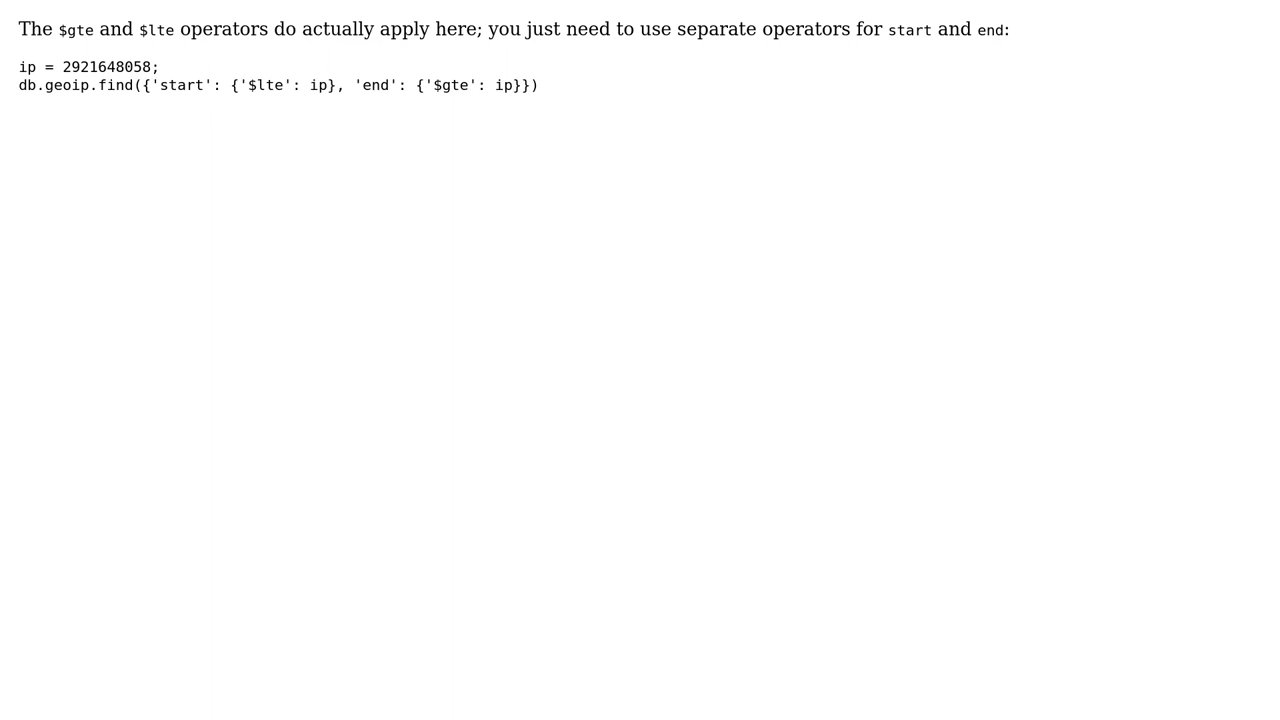 The $gte and $lte operators do actually apply here; you just need to use separate operators for start and end:
ip = 2921648058;
db.geoip.find({'start': {'$lte': ip}, 'end': {'$gte': ip}})